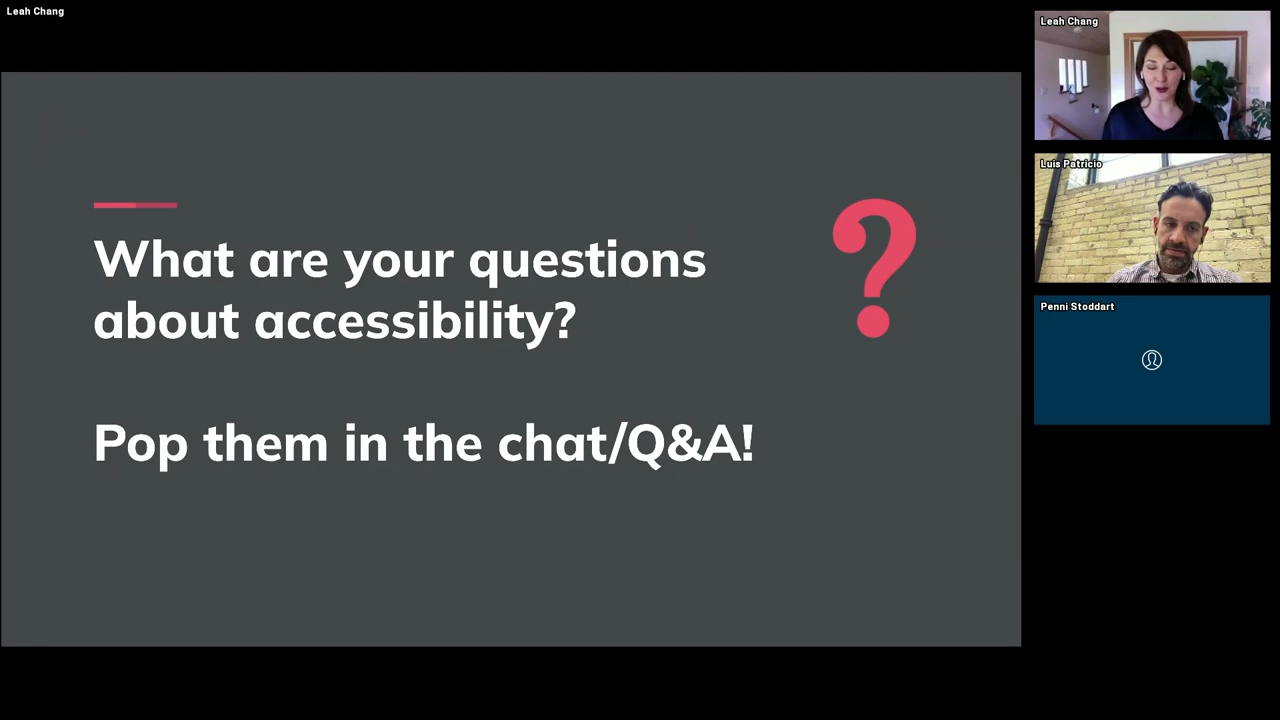 Leah Chang
What are your questions
about accessibility?
?
Pop them in the chat/Q&A!
Leah Chang
Luis Patricio
Penni Stoddart